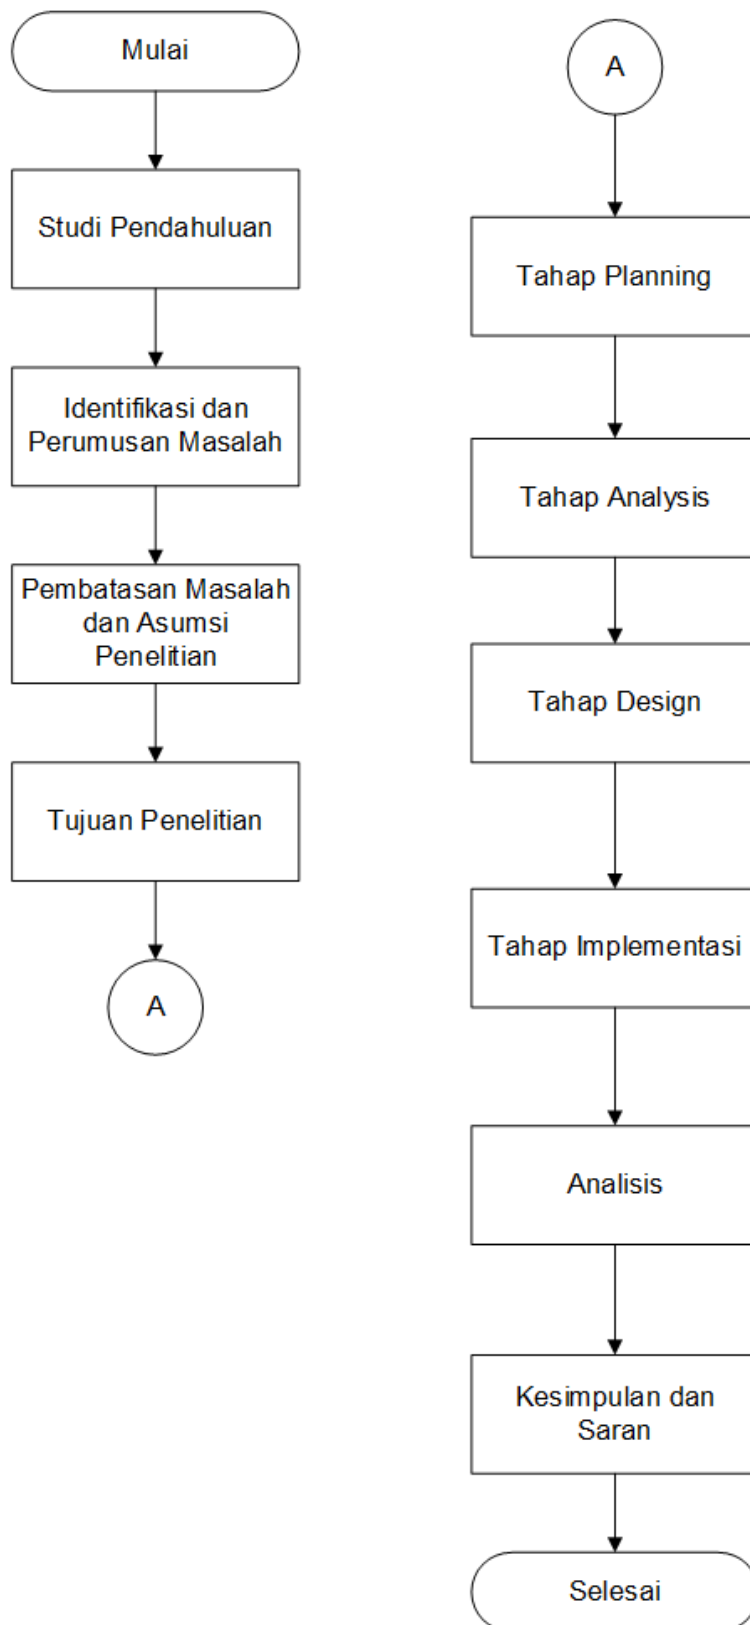 Mulai
Studi Pendahuluan
Identifikasi dan
Perumusan Masalah
Pembatasan Masalah
dan Asumsi
Penelitian
Tujuan Penelitian
A
A
Tahap Planning
Tahap Analysis
Tahap Design
Tahap Implementasi
Analisis
Kesimpulan dan
Saran
Selesai